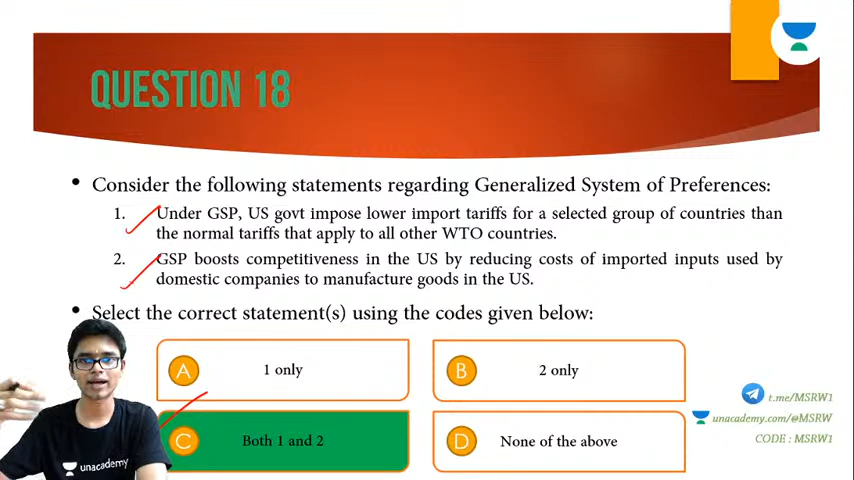 QUESTION 18
• Consider the following statements regarding Generalized System of Preferences:
1. Under GSP, US govt impose lower import tariffs for a selected group of countries than
the normal tariffs that apply to all other WTO countries.
2. GSP boosts competitiveness in the US by reducing costs of imported inputs used by
domestic companies to manufacture goods in the US.
• Select the correct statement(s) using the codes given below:
A 1 only
B 2 only
C Both 1 and 2
D None of the above
t.me/MSRW1
unacademy.com/@MSRW
CODE : MSRW1
unacademy